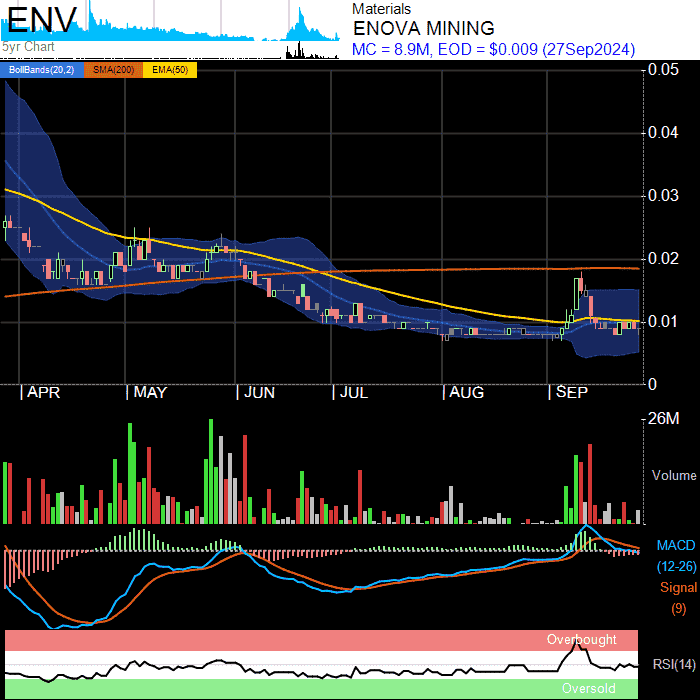 ENV
5yr Chart
Materials
ENOVA MINING
MC = 8.9M, EOD = $0.009 (27Sep2024)
BollBands(20,2) SMA(200) EMA(50)
0.05
0.04
0.03
0.02
0.01
0
| APR | MAY | JUN | JUL | AUG | SEP
26M
Volume
MACD
(12-26)
Signal
(9)
Overbought
RSI(14)
Oversold